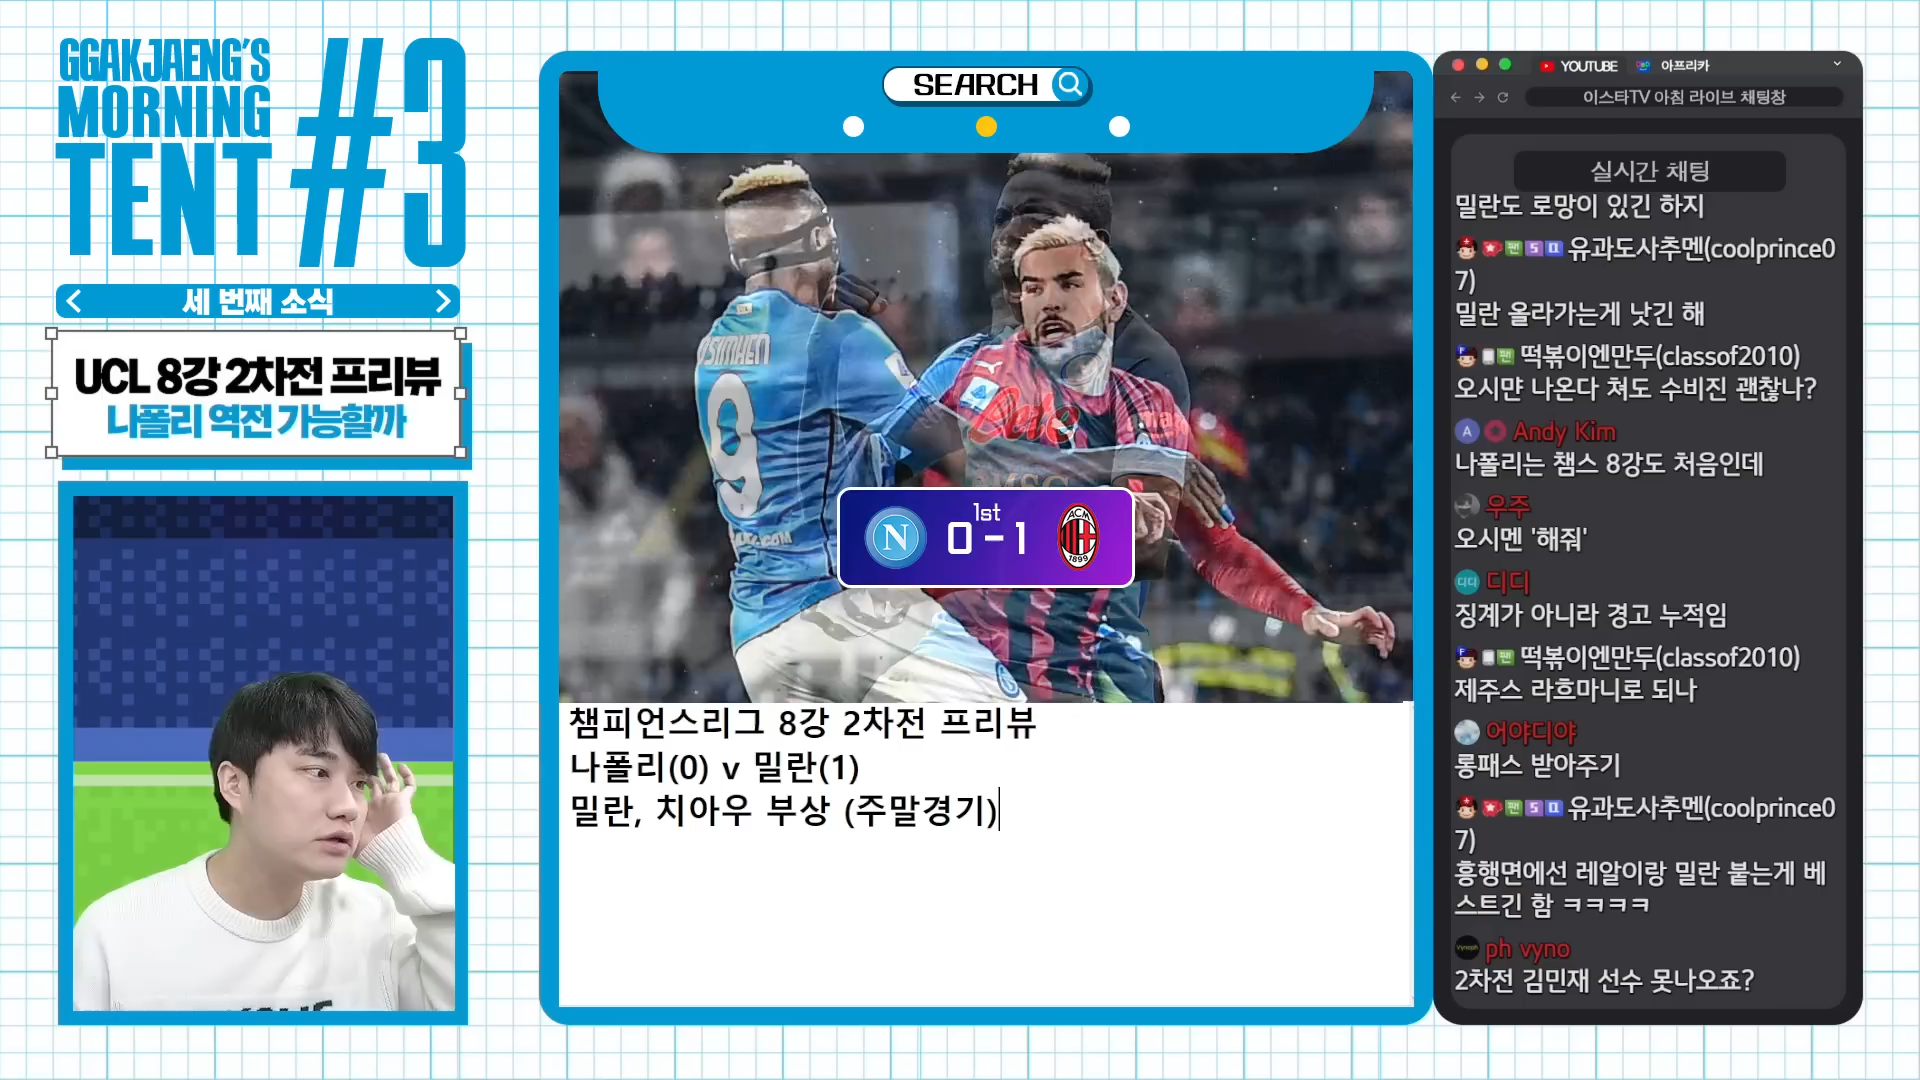 GGAKJAENG'S
MORNING
TENT
#3
세 번째 소식
UCL 8강 2차전 프리뷰
나폴리 역전 가능할까
SEARCH
OSIMHEN
9
1st
N
0-1
ACM
1899
챔피언스리그 8강 2차전 프리뷰
나폴리(0) v 밀란(1)
밀란, 치아우 부상 (주말경기)
YOUTUBE
아프리카
이스타TV 아침 라이브 채팅창
실시간 채팅
밀란도 로망이 있긴 하지
유과도사추멘(coolprince0
7)
밀란 올라가는게 낫긴 해
떡볶이엔만두(classof2010)
오시먄 나온다 쳐도 수비진 괜찮나?
A Andy Kim
나폴리는 챔스 8강도 처음인데
우주
오시멘 '해줘'
디디 디디
징계가 아니라 경고 누적임
떡볶이엔만두(classof2010)
제주스 라흐마니로 되나
어야디야
롱패스 받아주기
유과도사추멘(coolprince0
7)
흥행면에선 레알이랑 밀란 붙는게 베
스트긴 함 ㅋㅋㅋㅋ
ph vyno
2차전 김민재 선수 못나오죠?